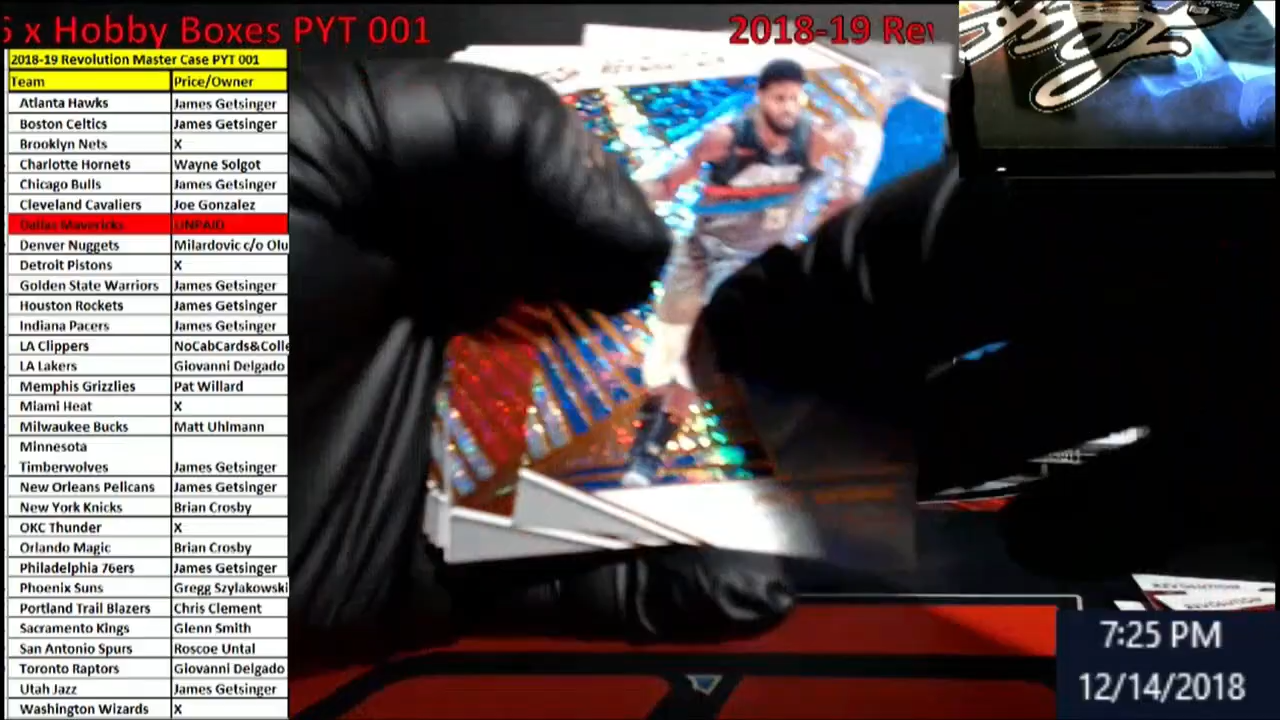 x Hobby Boxes PYT 001
2018-19 Rev
2018-19 Revolution Master Case PYT 001
Team Price/Owner
Atlanta Hawks James Getsinger
Boston Celtics James Getsinger
Brooklyn Nets X
Charlotte Hornets Wayne Solgot
Chicago Bulls James Getsinger
Cleveland Cavaliers Joe Gonzalez
Dallas Mavericks UNPAID
Denver Nuggets Milardovic c/o Olu
Detroit Pistons X
Golden State Warriors James Getsinger
Houston Rockets James Getsinger
Indiana Pacers James Getsinger
LA Clippers NoCabCards&Colle
LA Lakers Giovanni Delgado
Memphis Grizzlies Pat Willard
Miami Heat X
Milwaukee Bucks Matt Uhlmann
Minnesota
Timberwolves James Getsinger
New Orleans Pelicans James Getsinger
New York Knicks Brian Crosby
OKC Thunder X
Orlando Magic Brian Crosby
Philadelphia 76ers James Getsinger
Phoenix Suns Gregg Szylakowski
Portland Trail Blazers Chris Clement
Sacramento Kings Glenn Smith
San Antonio Spurs Roscoe Untal
Toronto Raptors Giovanni Delgado
Utah Jazz James Getsinger
Washington Wizards X
REVOLUTION
REVOLUTION
7:25 PM
12/14/2018